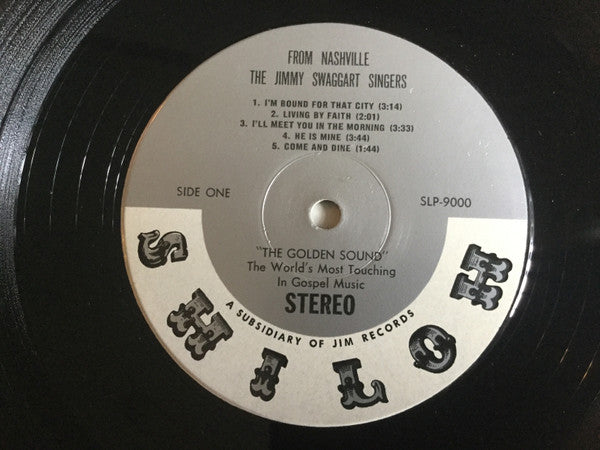 FROM NASHVILLE
THE JIMMY SWAGGART SINGERS
1. I'M BOUND FOR THAT CITY (3:14)
2. LIVING BY FAITH (2:01)
3. I'LL MEET YOU IN THE MORNING (3:33)
4. HE IS MINE (3:44)
5. COME AND DINE (1:44)
SIDE ONE
SLP-9000
"THE GOLDEN SOUND"
The World's Most Touching
In Gospel Music
STEREO
A SUBSIDIARY OF JIM RECORDS
SHILOH